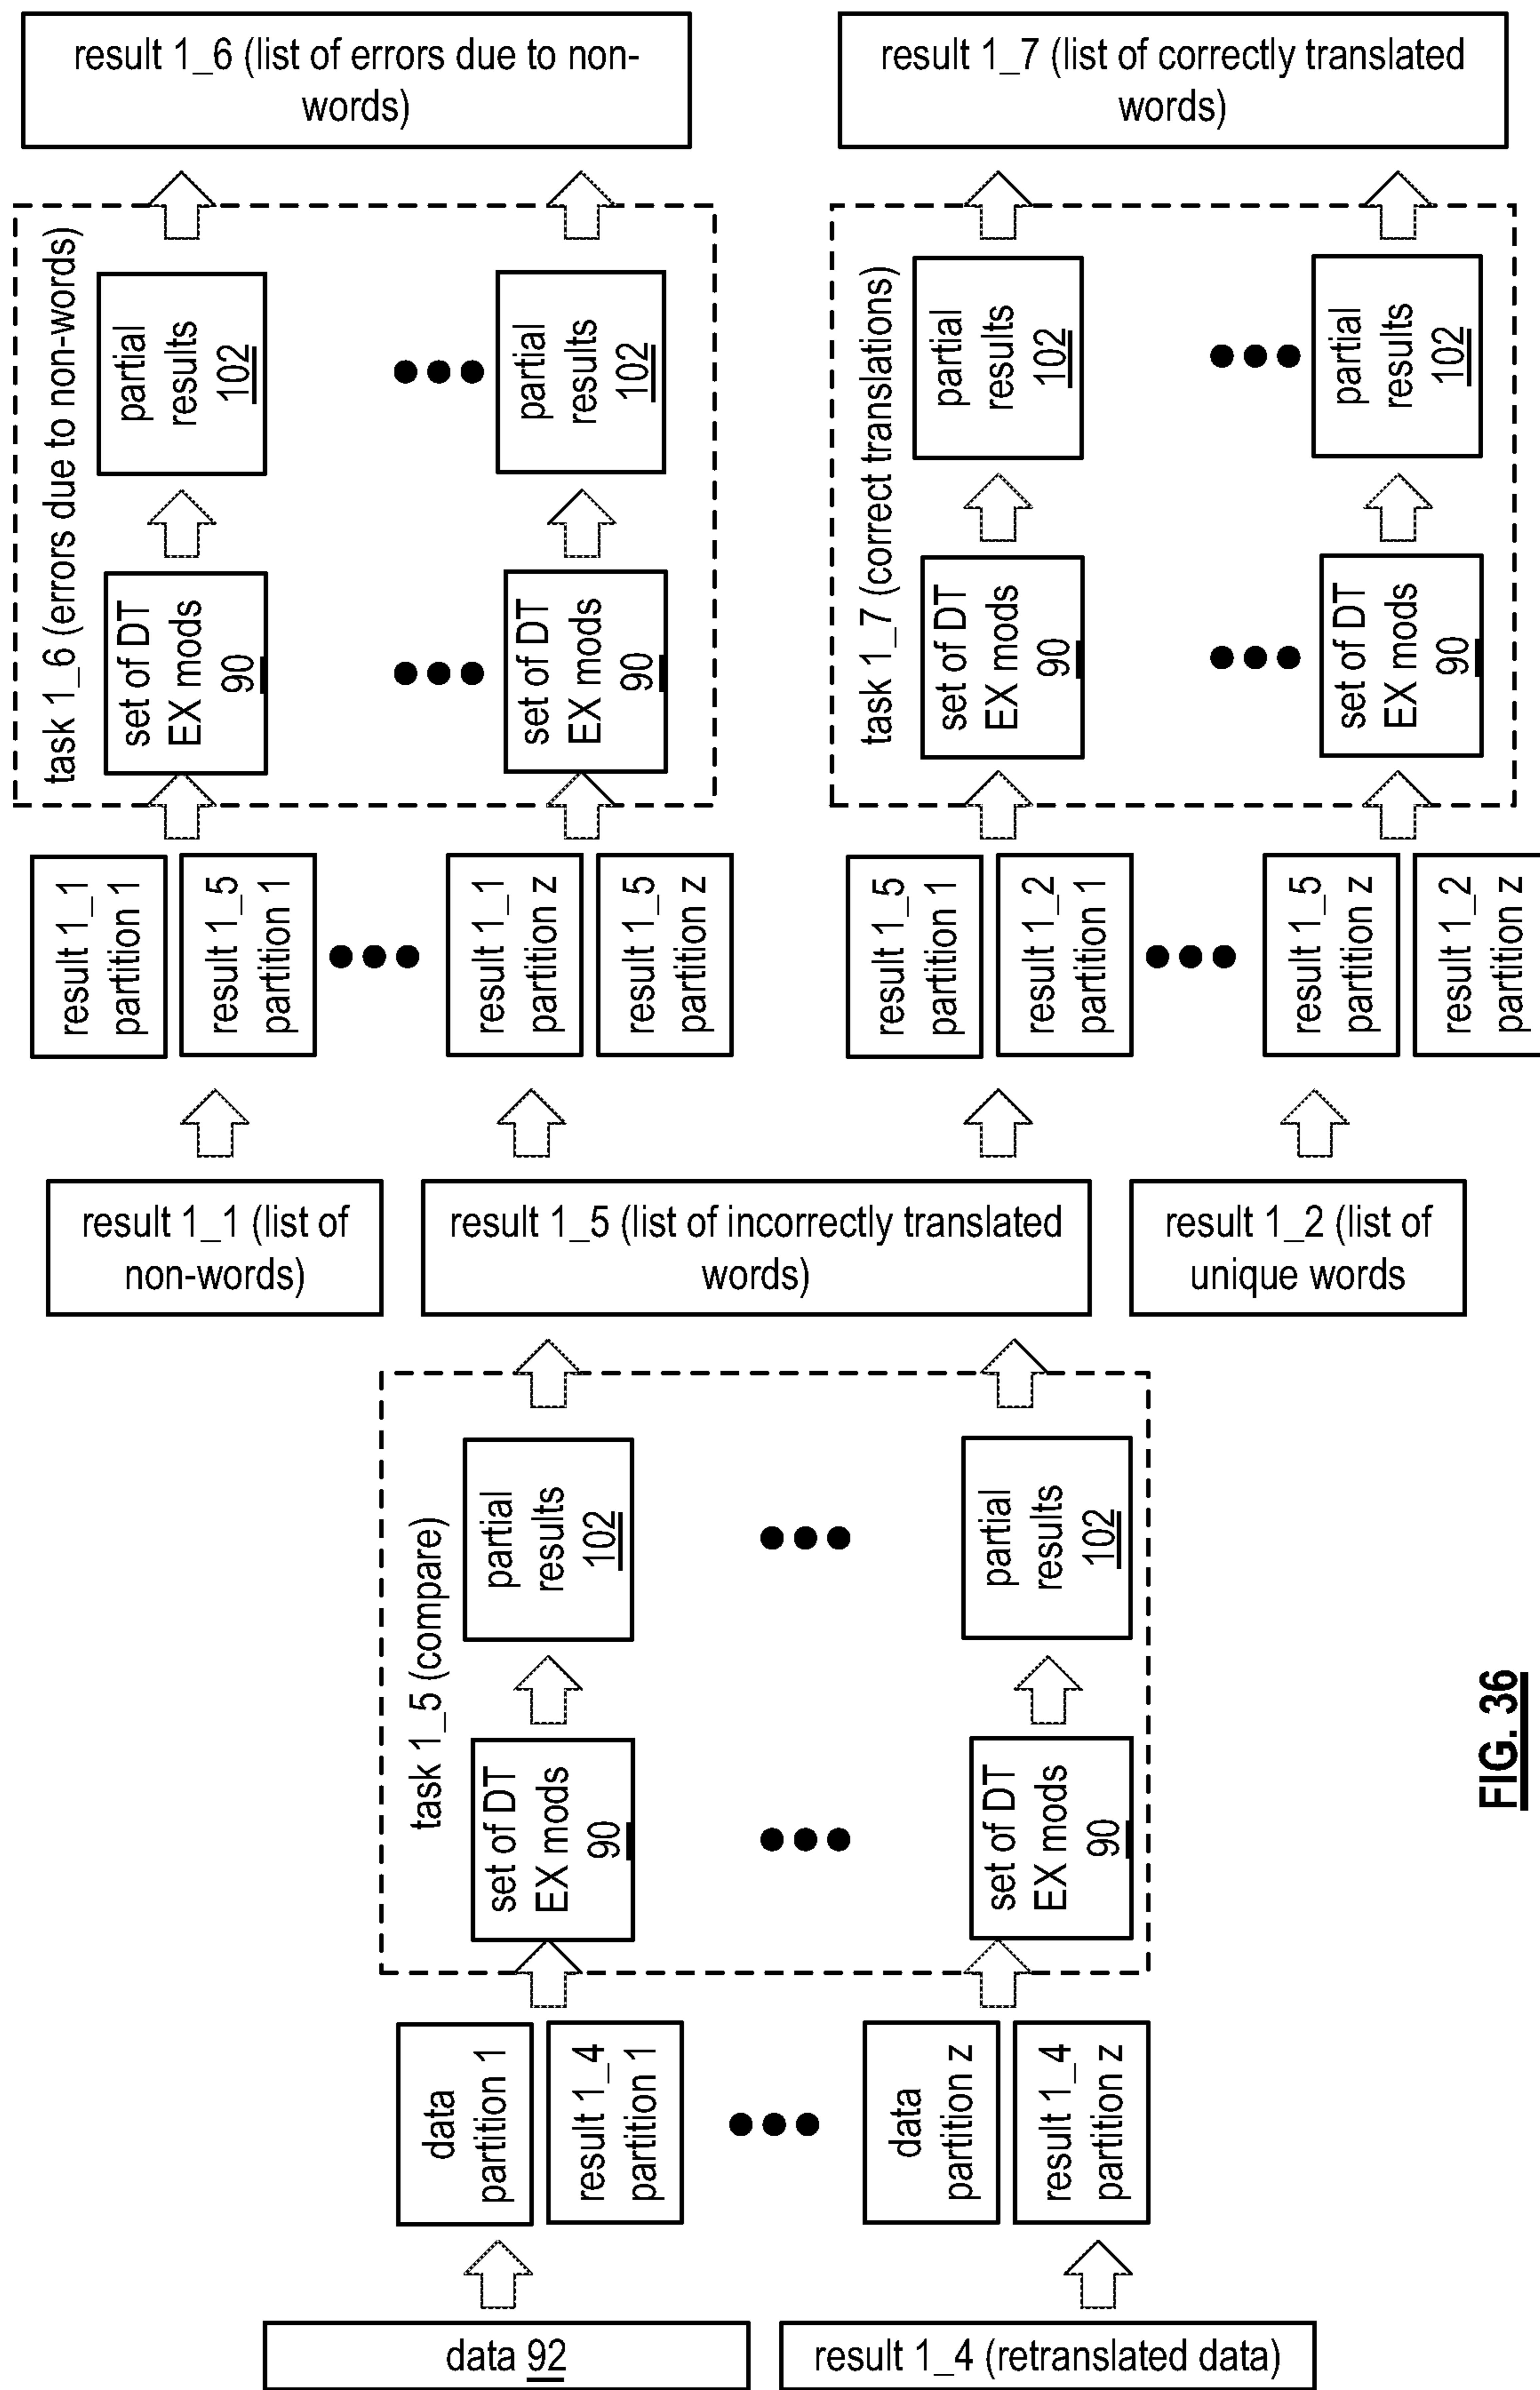 data 92
result 1_4 (retranslated data)
data
partition 1
result 1_4
partition 1
data
partition z
result 1_4
partition z
task 1_5 (compare)
set of DT
EX mods
90
partial
results
102
set of DT
EX mods
90
partial
results
102
result 1_1 (list of
non-words)
result 1_5 (list of incorrectly translated
words)
result 1_2 (list of
unique words
result 1_1
partition 1
result 1_5
partition 1
result 1_1
partition z
result 1_5
partition z
result 1_5
partition 1
result 1_2
partition 1
result 1_5
partition z
result 1_2
partition z
task 1_6 (errors due to non-words)
set of DT
EX mods
90
partial
results
102
set of DT
EX mods
90
partial
results
102
task 1_7 (correct translations)
set of DT
EX mods
90
partial
results
102
set of DT
EX mods
90
partial
results
102
result 1_6 (list of errors due to non-
words)
result 1_7 (list of correctly translated
words)
FIG. 36